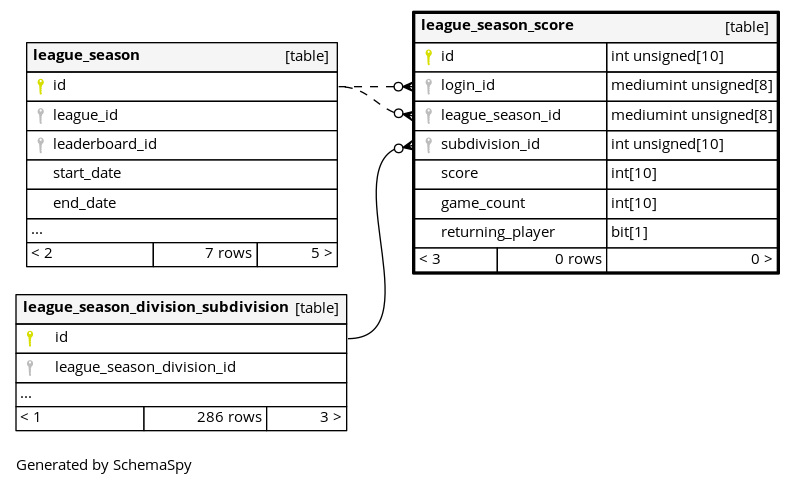 league_season [table]
id
league_id
leaderboard_id
start_date
end_date
...
< 2 7 rows 5 >
league_season_score [table]
id int unsigned[10]
login_id mediumint unsigned[8]
league_season_id mediumint unsigned[8]
subdivision_id int unsigned[10]
score int[10]
game_count int[10]
returning_player bit[1]
< 3 0 rows 0 >
league_season_division_subdivision [table]
id
league_season_division_id
...
< 1 286 rows 3 >
Generated by SchemaSpy